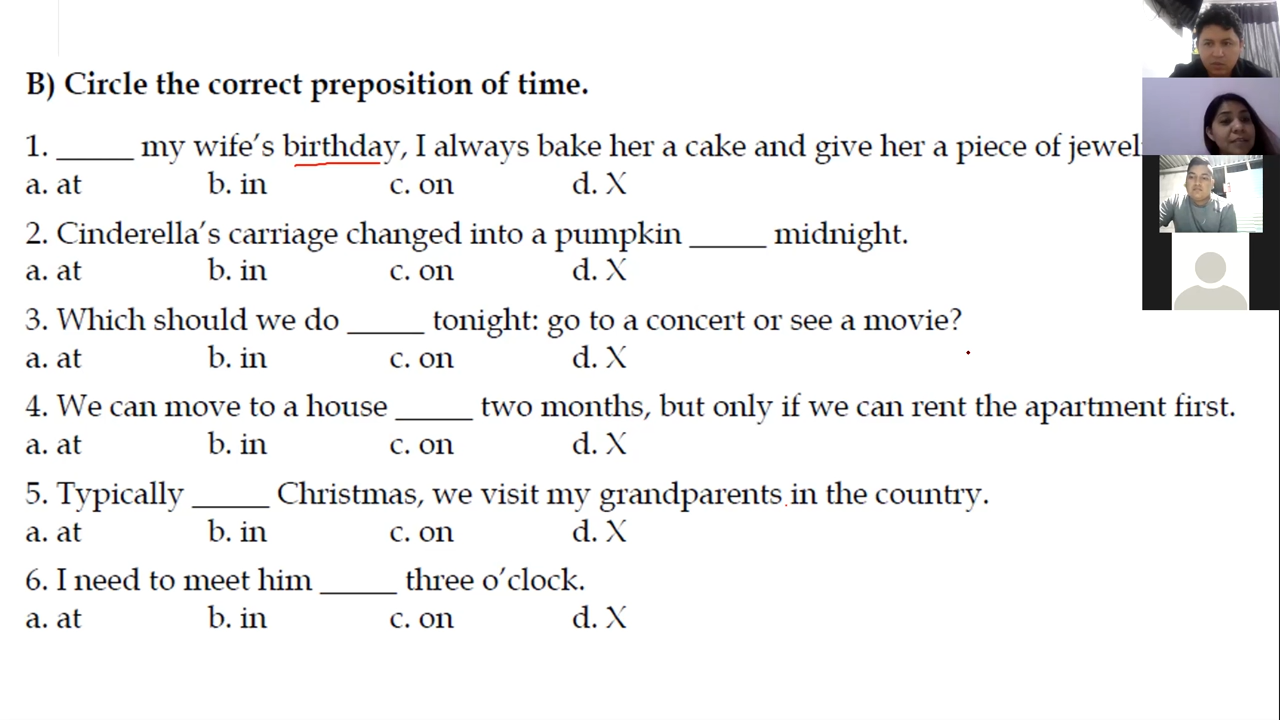 B) Circle the correct preposition of time.
1. _____ my wife's birthday, I always bake her a cake and give her a piece of jewel
a. at b. in c. on d. X
2. Cinderella's carriage changed into a pumpkin _____ midnight.
a. at b. in c. on d. X
3. Which should we do _____ tonight: go to a concert or see a movie?
a. at b. in c. on d. X
4. We can move to a house _____ two months, but only if we can rent the apartment first.
a. at b. in c. on d. X
5. Typically _____ Christmas, we visit my grandparents in the country.
a. at b. in c. on d. X
6. I need to meet him _____ three o'clock.
a. at b. in c. on d. X